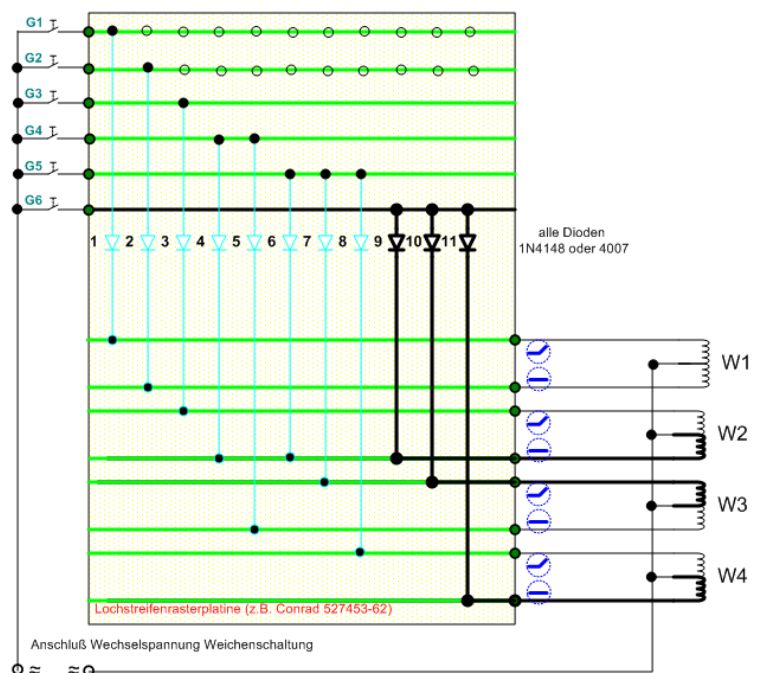 G1
G2
G3
G4
G5
G6
1 2 3 4 5 6 7 8 9 10 11
alle Dioden
1N4148 oder 4007
W1
W2
W3
W4
Lochstreifenrasterplatine (z.B. Conrad 527453-62)
Anschluß Wechselspannung Weichenschaltung
≈ ≈